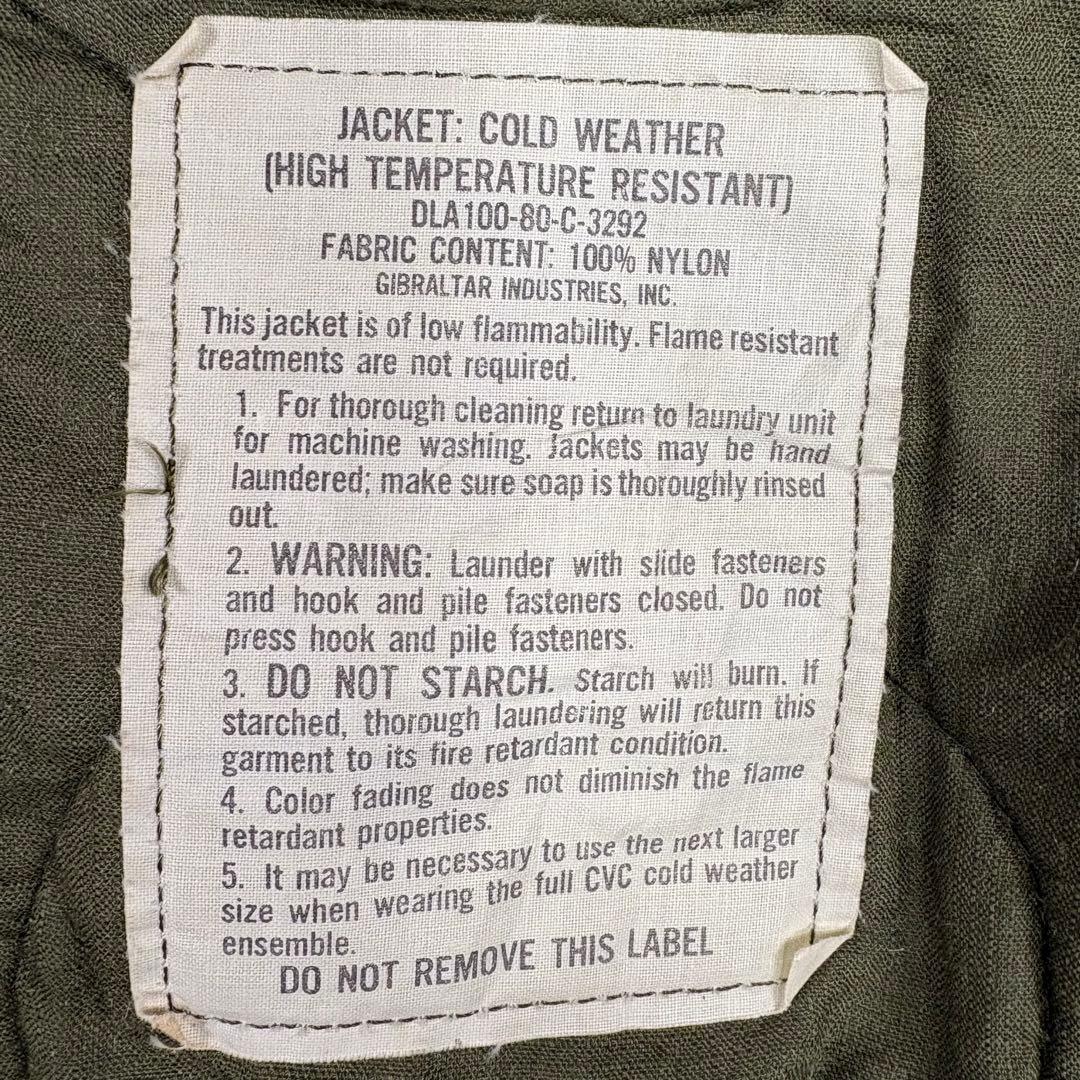 JACKET: COLD WEATHER
(HIGH TEMPERATURE RESISTANT)
DLA100-80-C-3292
FABRIC CONTENT: 100% NYLON
GIBRALTAR INDUSTRIES, INC.
This jacket is of low flammability. Flame resistant
treatments are not required.
1. For thorough cleaning return to laundry unit
for machine washing. Jackets may be hand
laundered; make sure soap is thoroughly rinsed
out.
2. WARNING: Launder with slide fasteners
and hook and pile fasteners closed. Do not
press hook and pile fasteners.
3. DO NOT STARCH. Starch will burn. If
starched, thorough laundering will return this
garment to its fire retardant condition.
4. Color fading does not diminish the flame
retardant properties.
5. It may be necessary to use the next larger
size when wearing the full CVC cold weather
ensemble.
DO NOT REMOVE THIS LABEL